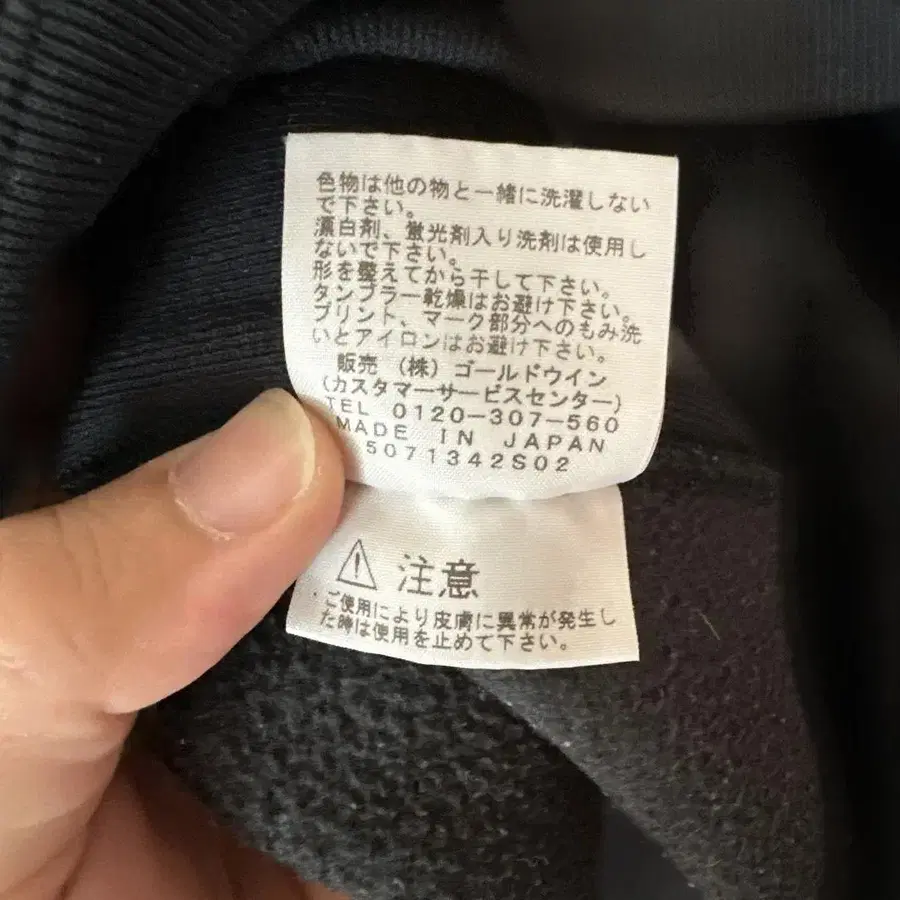 色物は他の物と一緒に洗濯しない
で下さい。
漂白剤、蛍光剤入り洗剤は使用し
ないで下さい。
形を整えてから干して下さい。
タンブラー乾燥はお避け下さい。
プリント、マーク部分へのもみ洗
いとアイロンはお避け下さい。
販売 (株) ゴールドウイン
(カスタマーサービスセンター)
TEL 0120-307-560
MADE IN JAPAN
5071342S02
⚠ 注意
・ご使用により皮膚に異常が発生し
た時は使用を止めて下さい。